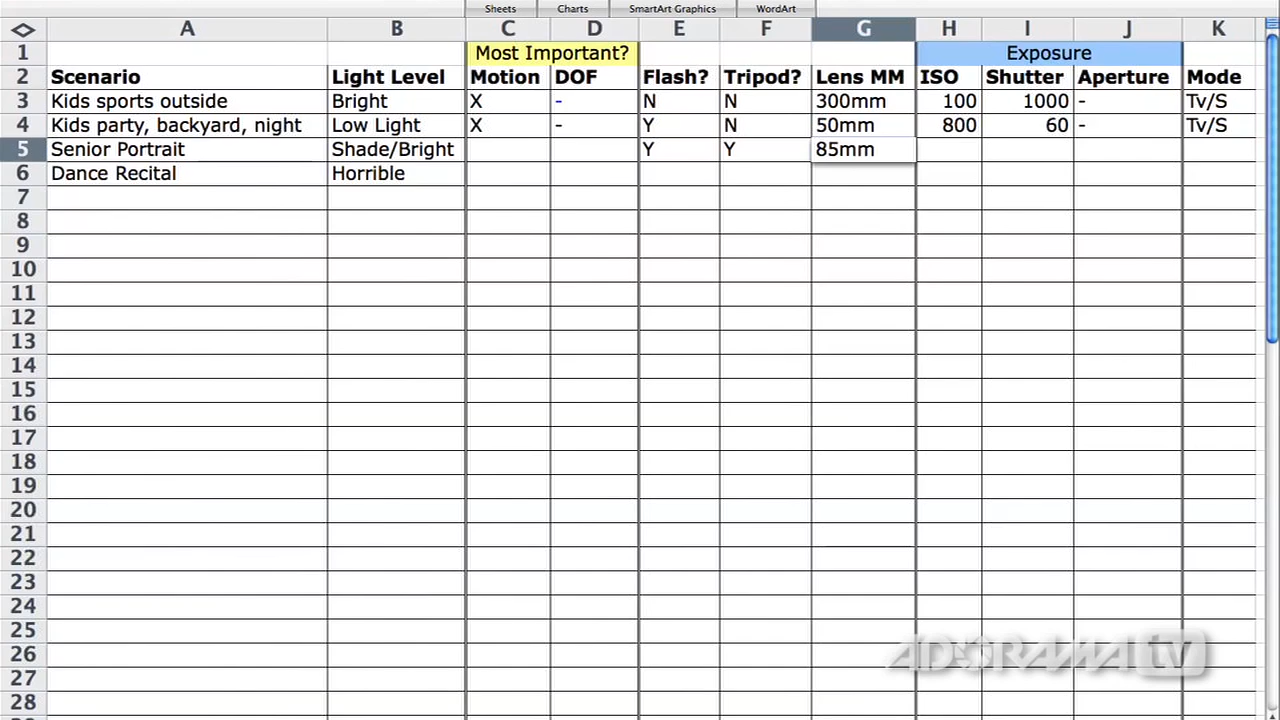 Sheets Charts SmartArt Graphics WordArt
A B C D E F G H I J K
1 Most Important? Exposure
2 Scenario Light Level Motion DOF Flash? Tripod? Lens MM ISO Shutter Aperture Mode
3 Kids sports outside Bright X - N N 300mm 100 1000 - Tv/S
4 Kids party, backyard, night Low Light X - Y N 50mm 800 60 - Tv/S
5 Senior Portrait Shade/Bright Y Y 85mm
6 Dance Recital Horrible
7
8
9
10
11
12
13
14
15
16
17
18
19
20
21
22
23
24
25
26
27
28
ADORAMA tv